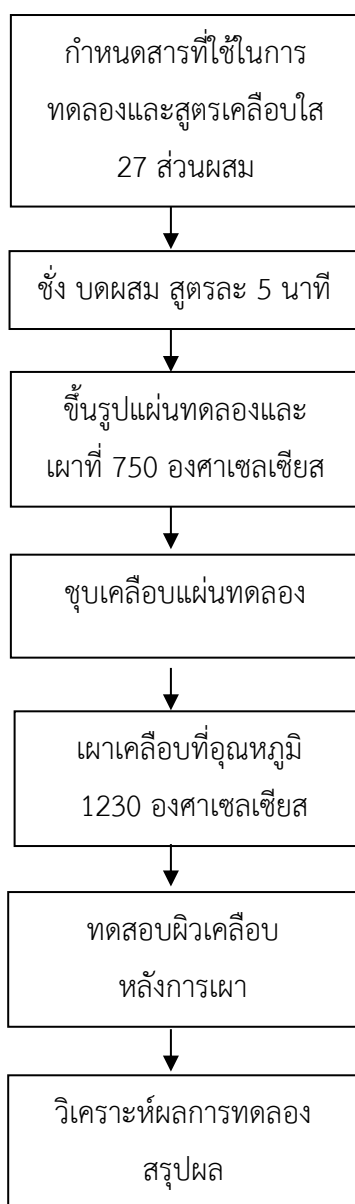 กำหนดสารที่ใช้ในการ
ทดลองและสูตรเคลือบใส
27 ส่วนผสม
ชั่ง บดผสม สูตรละ 5 นาที
ขึ้นรูปแผ่นทดลองและ
เผาที่ 750 องศาเซลเซียส
ชุบเคลือบแผ่นทดลอง
เผาเคลือบที่อุณหภูมิ
1230 องศาเซลเซียส
ทดสอบผิวเคลือบ
หลังการเผา
วิเคราะห์ผลการทดลอง
สรุปผล